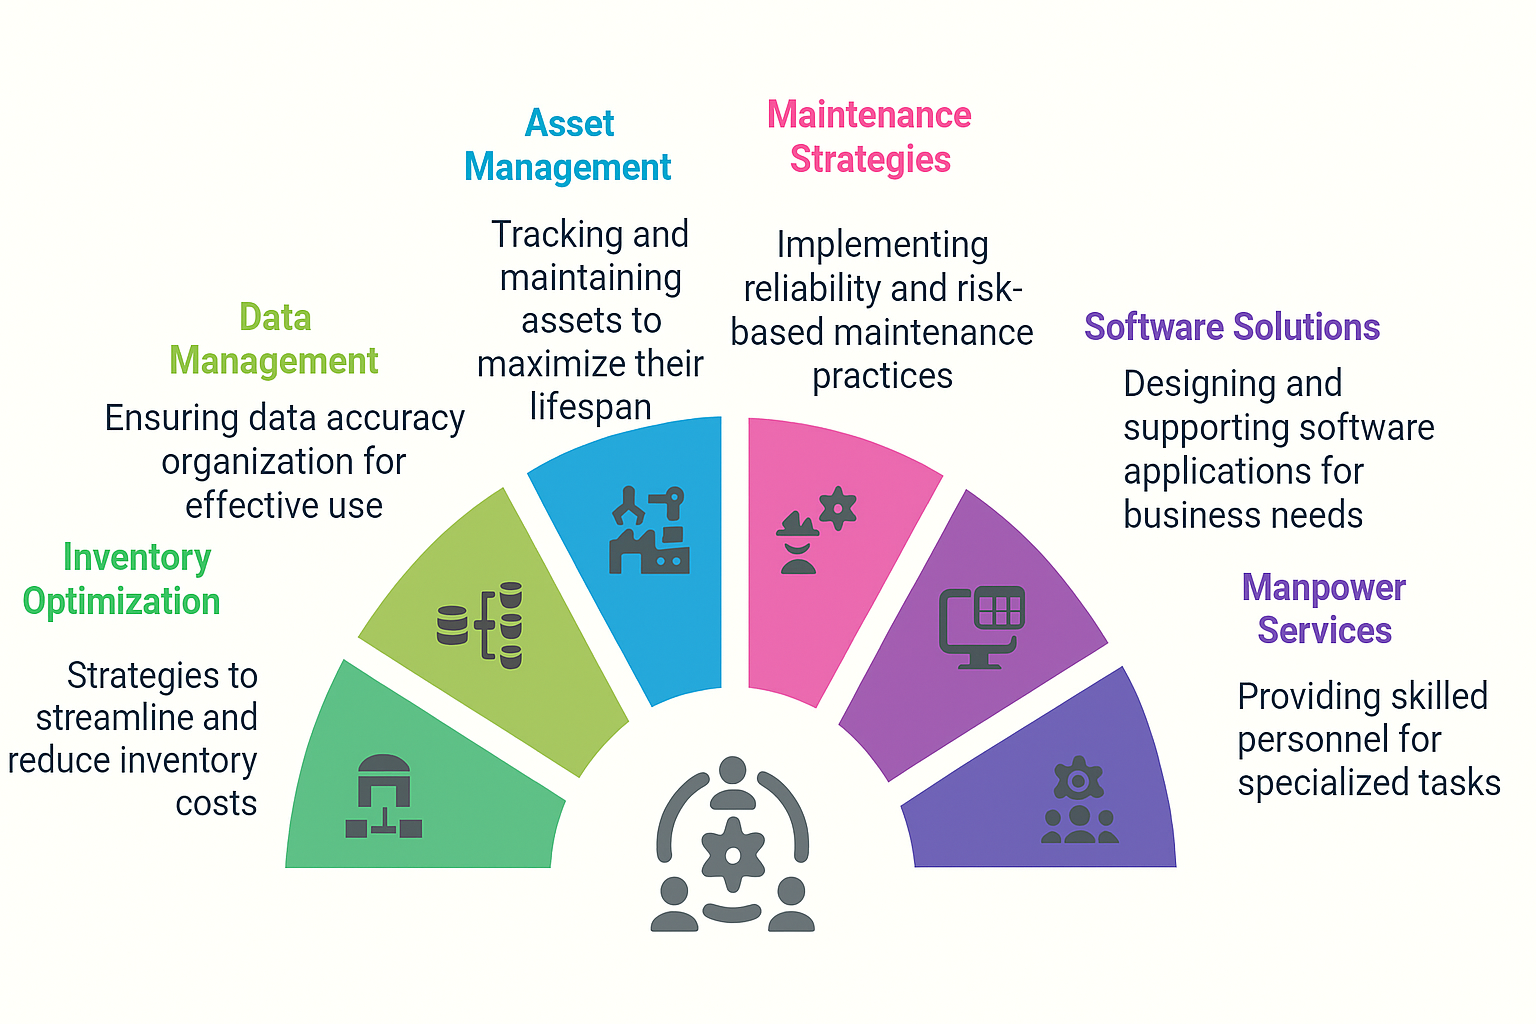 Asset
Management
Tracking and
maintaining
assets to
maximize their
lifespan
Maintenance
Strategies
Implementing
reliability and risk-
based maintenance
practices
Data
Management
Ensuring data accuracy
organization for
effective use
Software Solutions
Designing and
supporting software
applications for
business needs
Inventory
Optimization
Strategies to
streamline and
reduce inventory
costs
Manpower
Services
Providing skilled
personnel for
specialized tasks